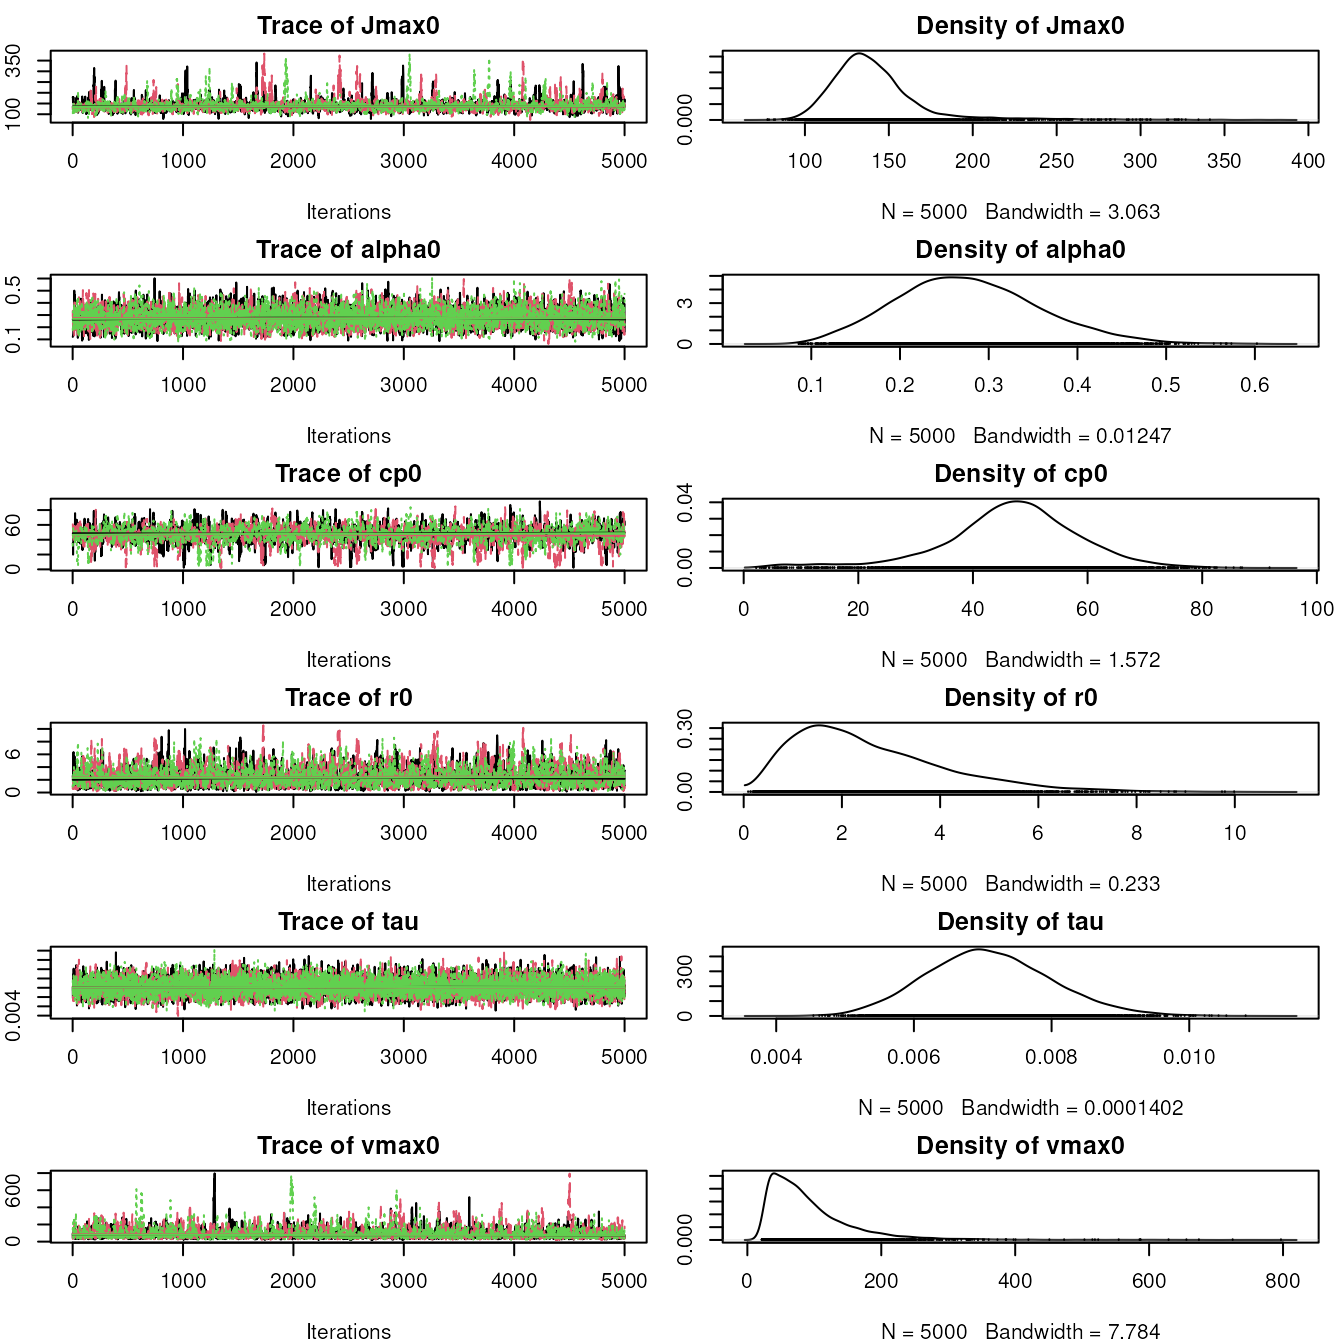 Trace of Jmax0
100 350
0 1000 2000 3000 4000 5000
Iterations
Density of Jmax0
0.000
100 150 200 250 300 350 400
N = 5000 Bandwidth = 3.063
Trace of alpha0
0.1 0.5
0 1000 2000 3000 4000 5000
Iterations
Density of alpha0
0 3
0.1 0.2 0.3 0.4 0.5 0.6
N = 5000 Bandwidth = 0.01247
Trace of cp0
0 60
0 1000 2000 3000 4000 5000
Iterations
Density of cp0
0.00 0.04
0 20 40 60 80 100
N = 5000 Bandwidth = 1.572
Trace of r0
0 6
0 1000 2000 3000 4000 5000
Iterations
Density of r0
0.00 0.30
0 2 4 6 8 10
N = 5000 Bandwidth = 0.233
Trace of tau
0.004
0 1000 2000 3000 4000 5000
Iterations
Density of tau
0 300
0.004 0.006 0.008 0.010
N = 5000 Bandwidth = 0.0001402
Trace of vmax0
0 600
0 1000 2000 3000 4000 5000
Iterations
Density of vmax0
0.000
0 200 400 600 800
N = 5000 Bandwidth = 7.784